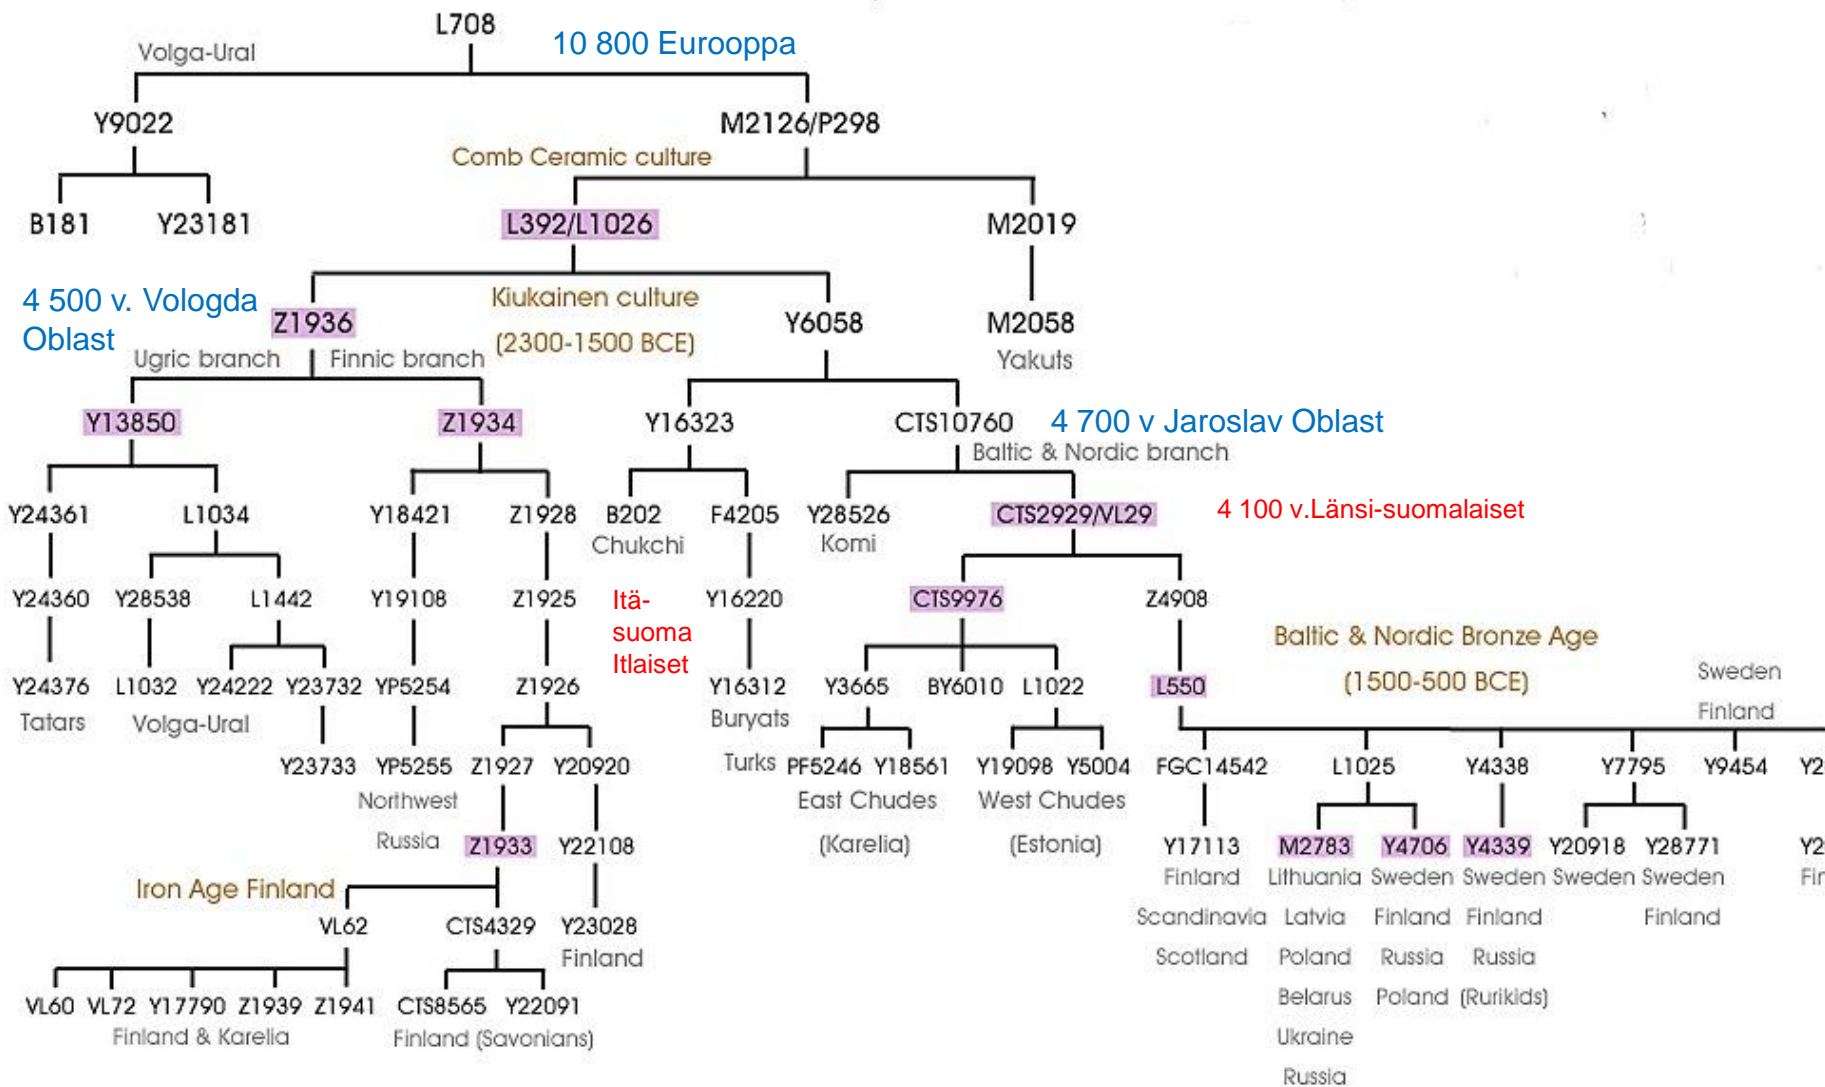 L708
10 800 Eurooppa
Volga-Ural
Y9022
M2126/P298
Comb Ceramic culture
B181 Y23181
L392/L1026
M2019
4 500 v. Vologda
Oblast
Z1936
Kiukainen culture
(2300-1500 BCE)
Y6058
M2058
Yakuts
Ugric branch Finnic branch
Y13850
Z1934
Y16323
CTS10760
4 700 v Jaroslav Oblast
Baltic & Nordic branch
Y24361 L1034 Y18421 Z1928 B202 F4205 Y28526 CTS2929/VL29
4 100 v.Länsi-suomalaiset
Chukchi
Komi
Y24360 Y28538 L1442 Y19108 Z1925
Itä-
suoma
Itlaiset
Y16220 CTS9976 Z4908
Baltic & Nordic Bronze Age
(1500-500 BCE)
Sweden
Finland
Y24376 L1032 Y24222 Y23732 YP5254 Z1926 Y16312 Y3665 BY6010 L1022 L550
Tatars Volga-Ural
Buryats
Turks
Y23733 YP5255 Z1927 Y20920 PF5246 Y18561 Y19098 Y5004 FGC14542 L1025 Y4338 Y7795 Y9454 Y2
Northwest
Russia
East Chudes
(Karelia)
West Chudes
(Estonia)
Z1933 Y22108 Y17113 M2783 Y4706 Y4339 Y20918 Y28771 Y2
Finland Lithuania Sweden Sweden Sweden Sweden Fin
Scandinavia Latvia Finland Finland Finland
Scotland Poland Russia Russia
Belarus Poland (Rurikids)
Ukraine
Russia
Iron Age Finland
VL62 CTS4329 Y23028
Finland
VL60 VL72 Y17790 Z1939 Z1941 CTS8565 Y22091
Finland & Karelia Finland (Savonians)